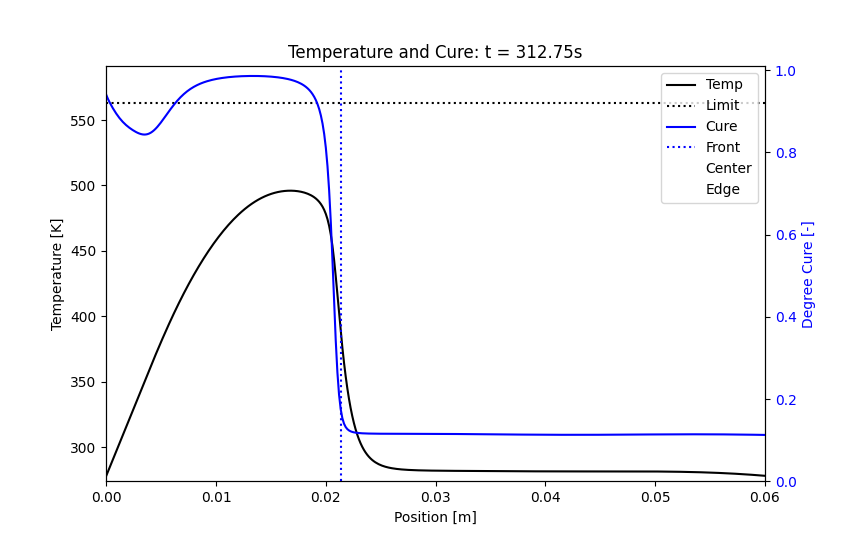 Temperature and Cure: t = 312.75s
Temp
Limit
Cure
Front
Center
Edge
Temperature [K]
550
500
450
400
350
300
Degree Cure [-]
1.0
0.8
0.6
0.4
0.2
0.0
0.00 0.01 0.02 0.03 0.04 0.05 0.06
Position [m]